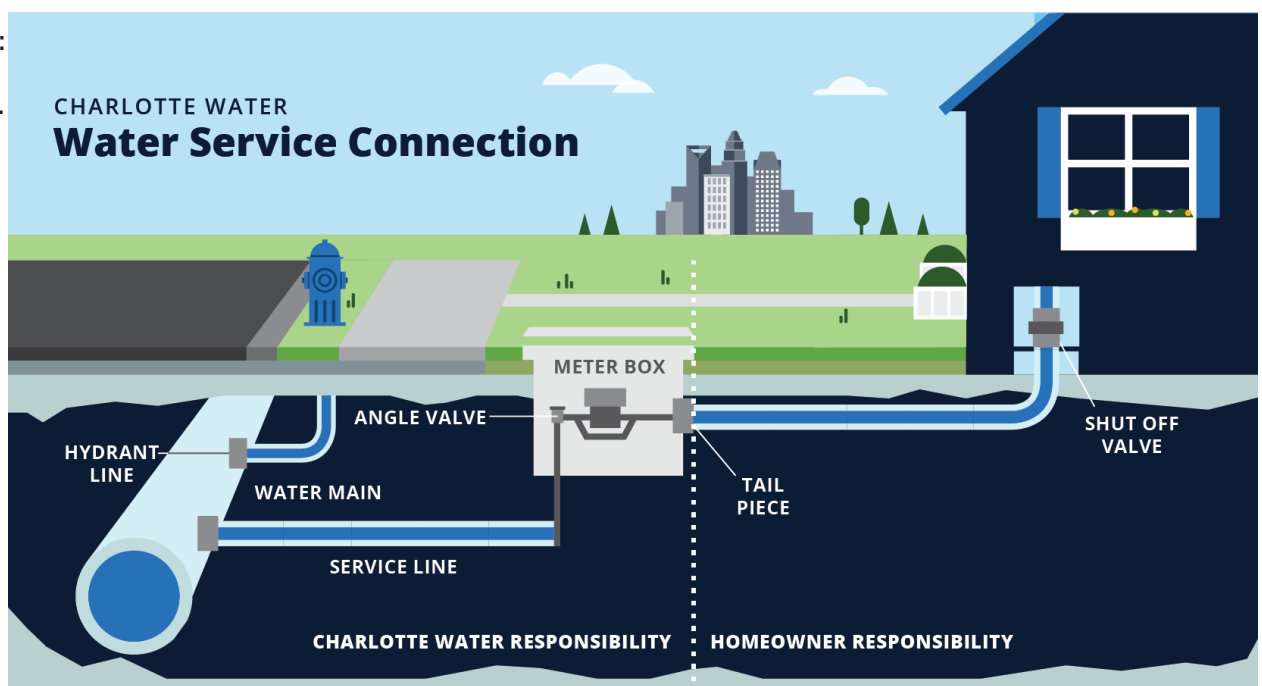 CHARLOTTE WATER
Water Service Connection
METER BOX
ANGLE VALVE
HYDRANT
LINE
WATER MAIN
SERVICE LINE
TAIL
PIECE
SHUT OFF
VALVE
CHARLOTTE WATER RESPONSIBILITY
HOMEOWNER RESPONSIBILITY